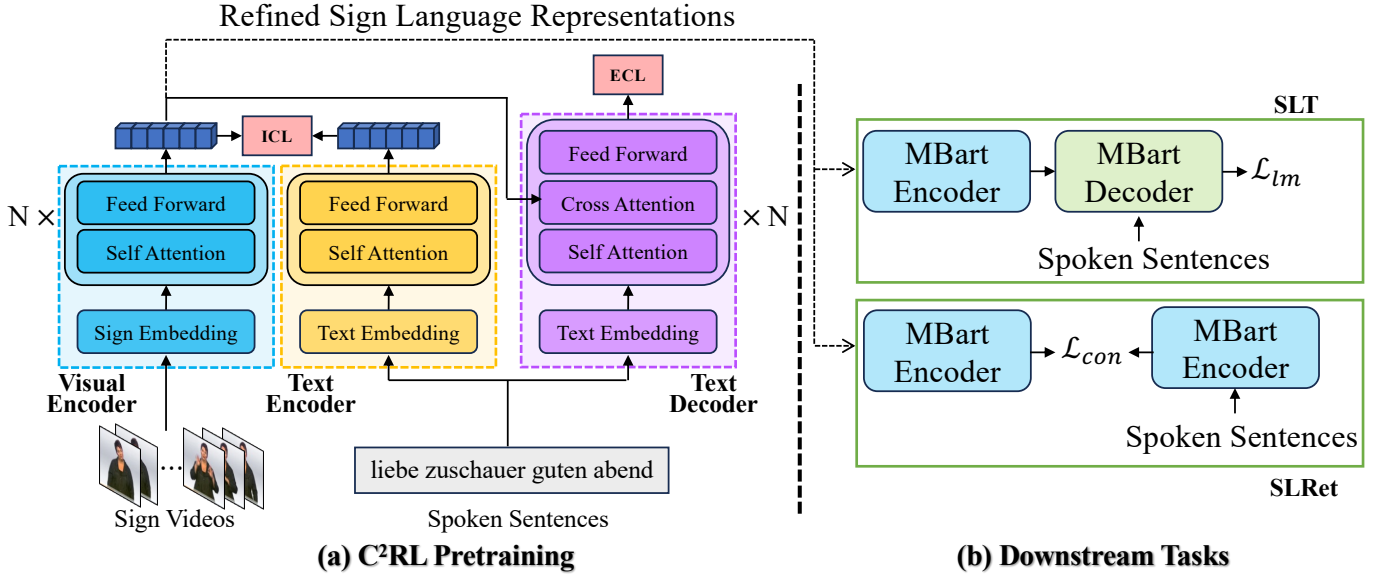 Refined Sign Language Representations
ECL
ICL
N ×
Feed Forward
Self Attention
Sign Embedding
Visual
Encoder
Feed Forward
Self Attention
Text Embedding
Text
Encoder
Feed Forward
Cross Attention
Self Attention
Text Embedding
× N
Text
Decoder
...
Sign Videos
liebe zuschauer guten abend
Spoken Sentences
(a) C²RL Pretraining
SLT
MBart
Encoder
MBart
Decoder
ℒlm
Spoken Sentences
MBart
Encoder
ℒcon
MBart
Encoder
Spoken Sentences
SLRet
(b) Downstream Tasks